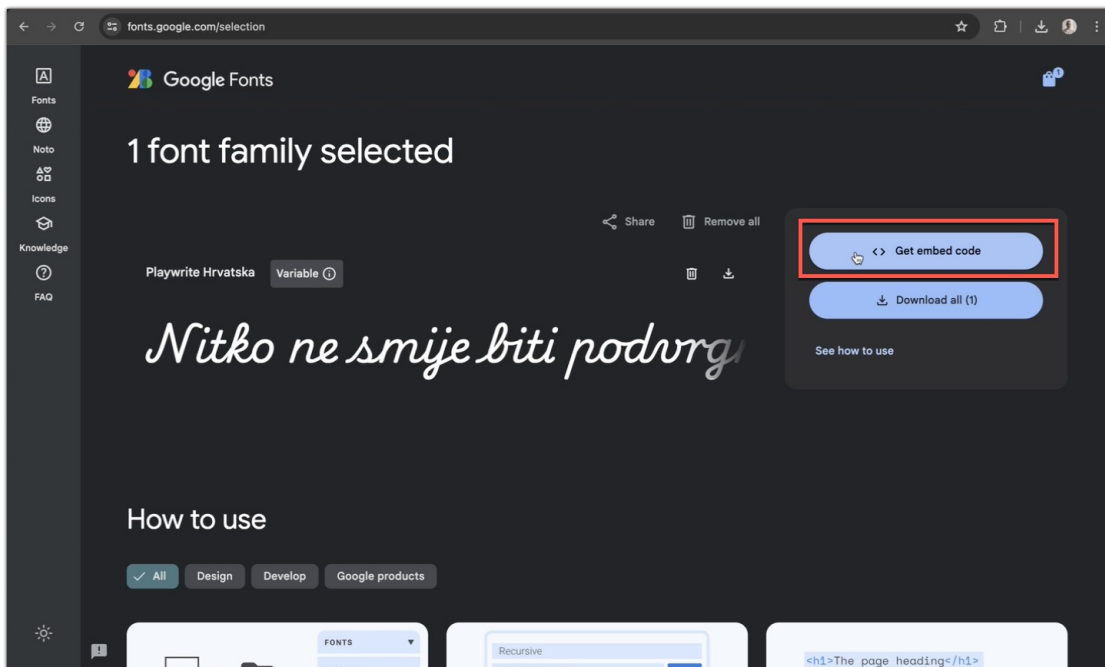 fonts.google.com/selection
Fonts
Noto
Icons
Knowledge
FAQ
Google Fonts
1
1 font family selected
Share
Remove all
Get embed code
Download all (1)
See how to use
Playwrite Hrvatska
Variable
Nitko ne smije biti podvrg
How to use
All
Design
Develop
Google products
FONTS
Recursive
<h1>The page heading</h1>